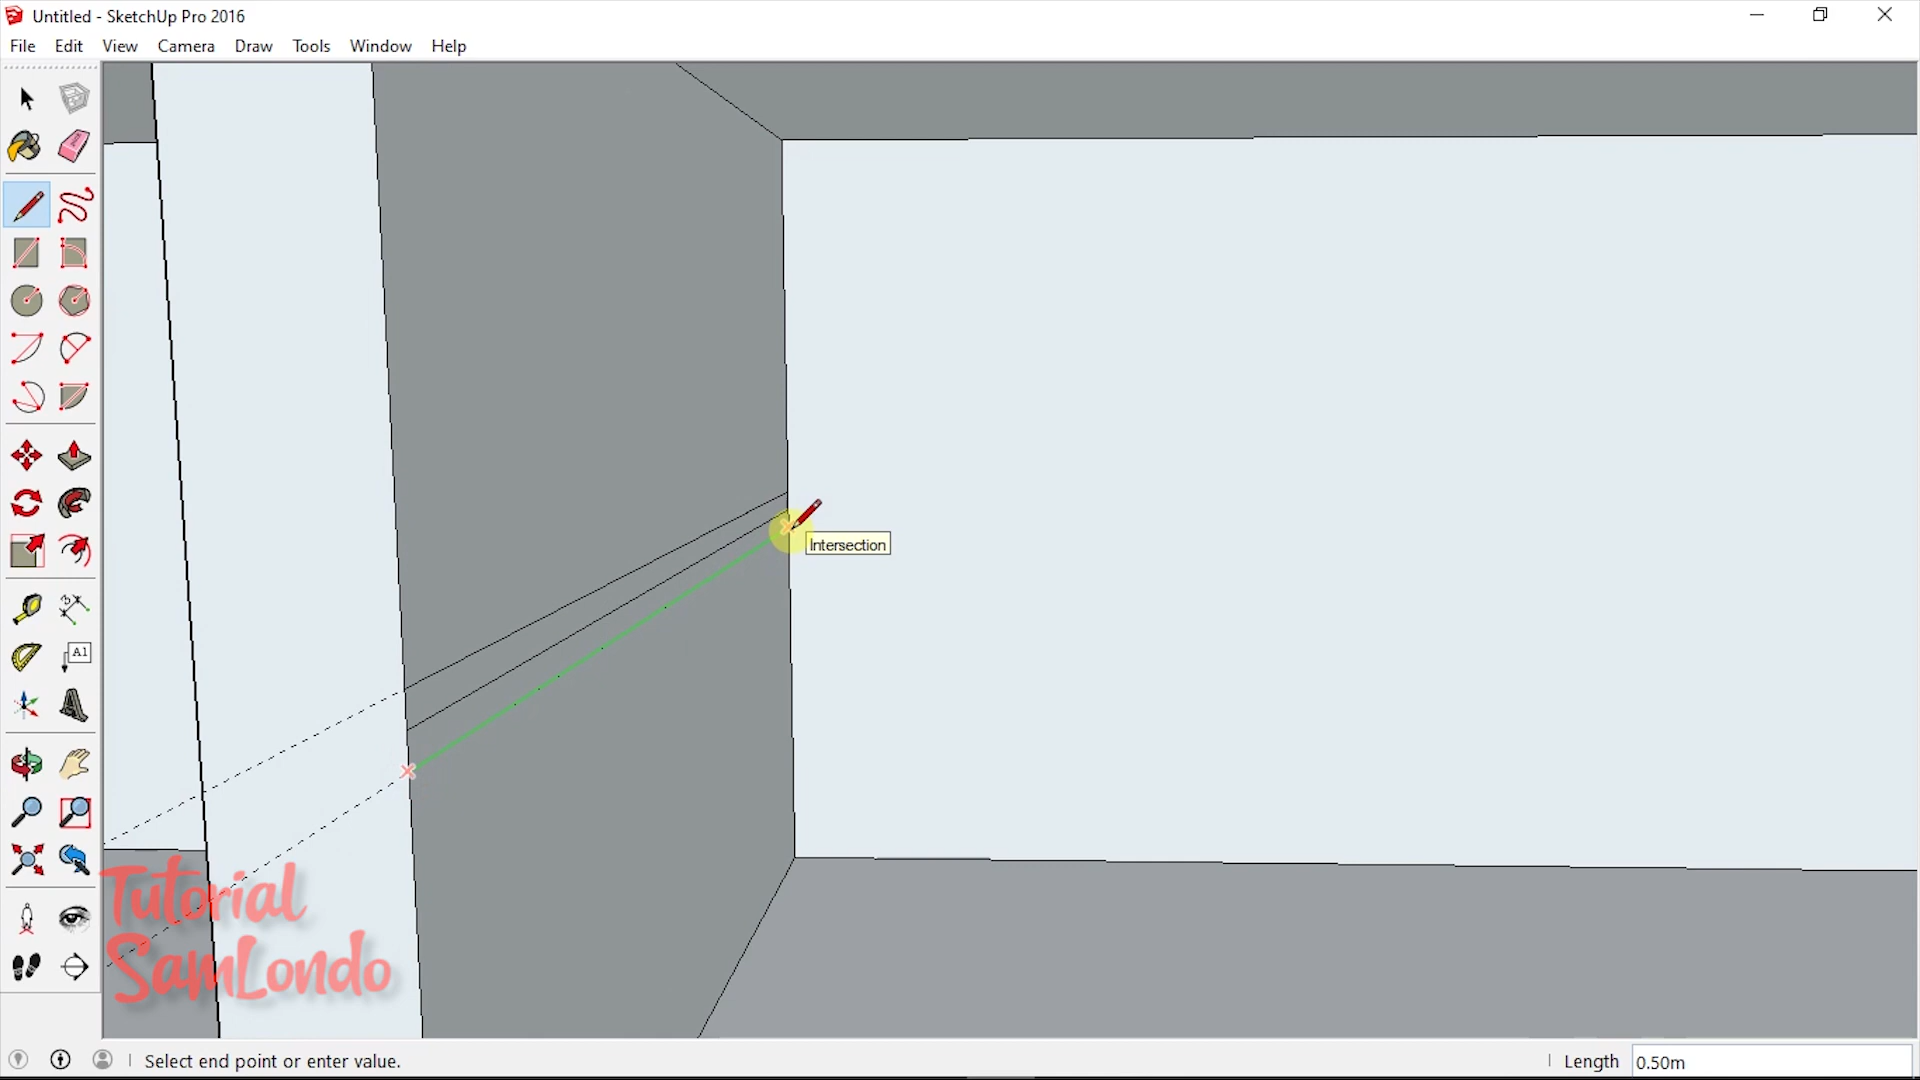 Untitled - SketchUp Pro 2016
File Edit View Camera Draw Tools Window Help
Intersection
A1
Tutorial
SamLondo
Select end point or enter value.
Length 0.50m